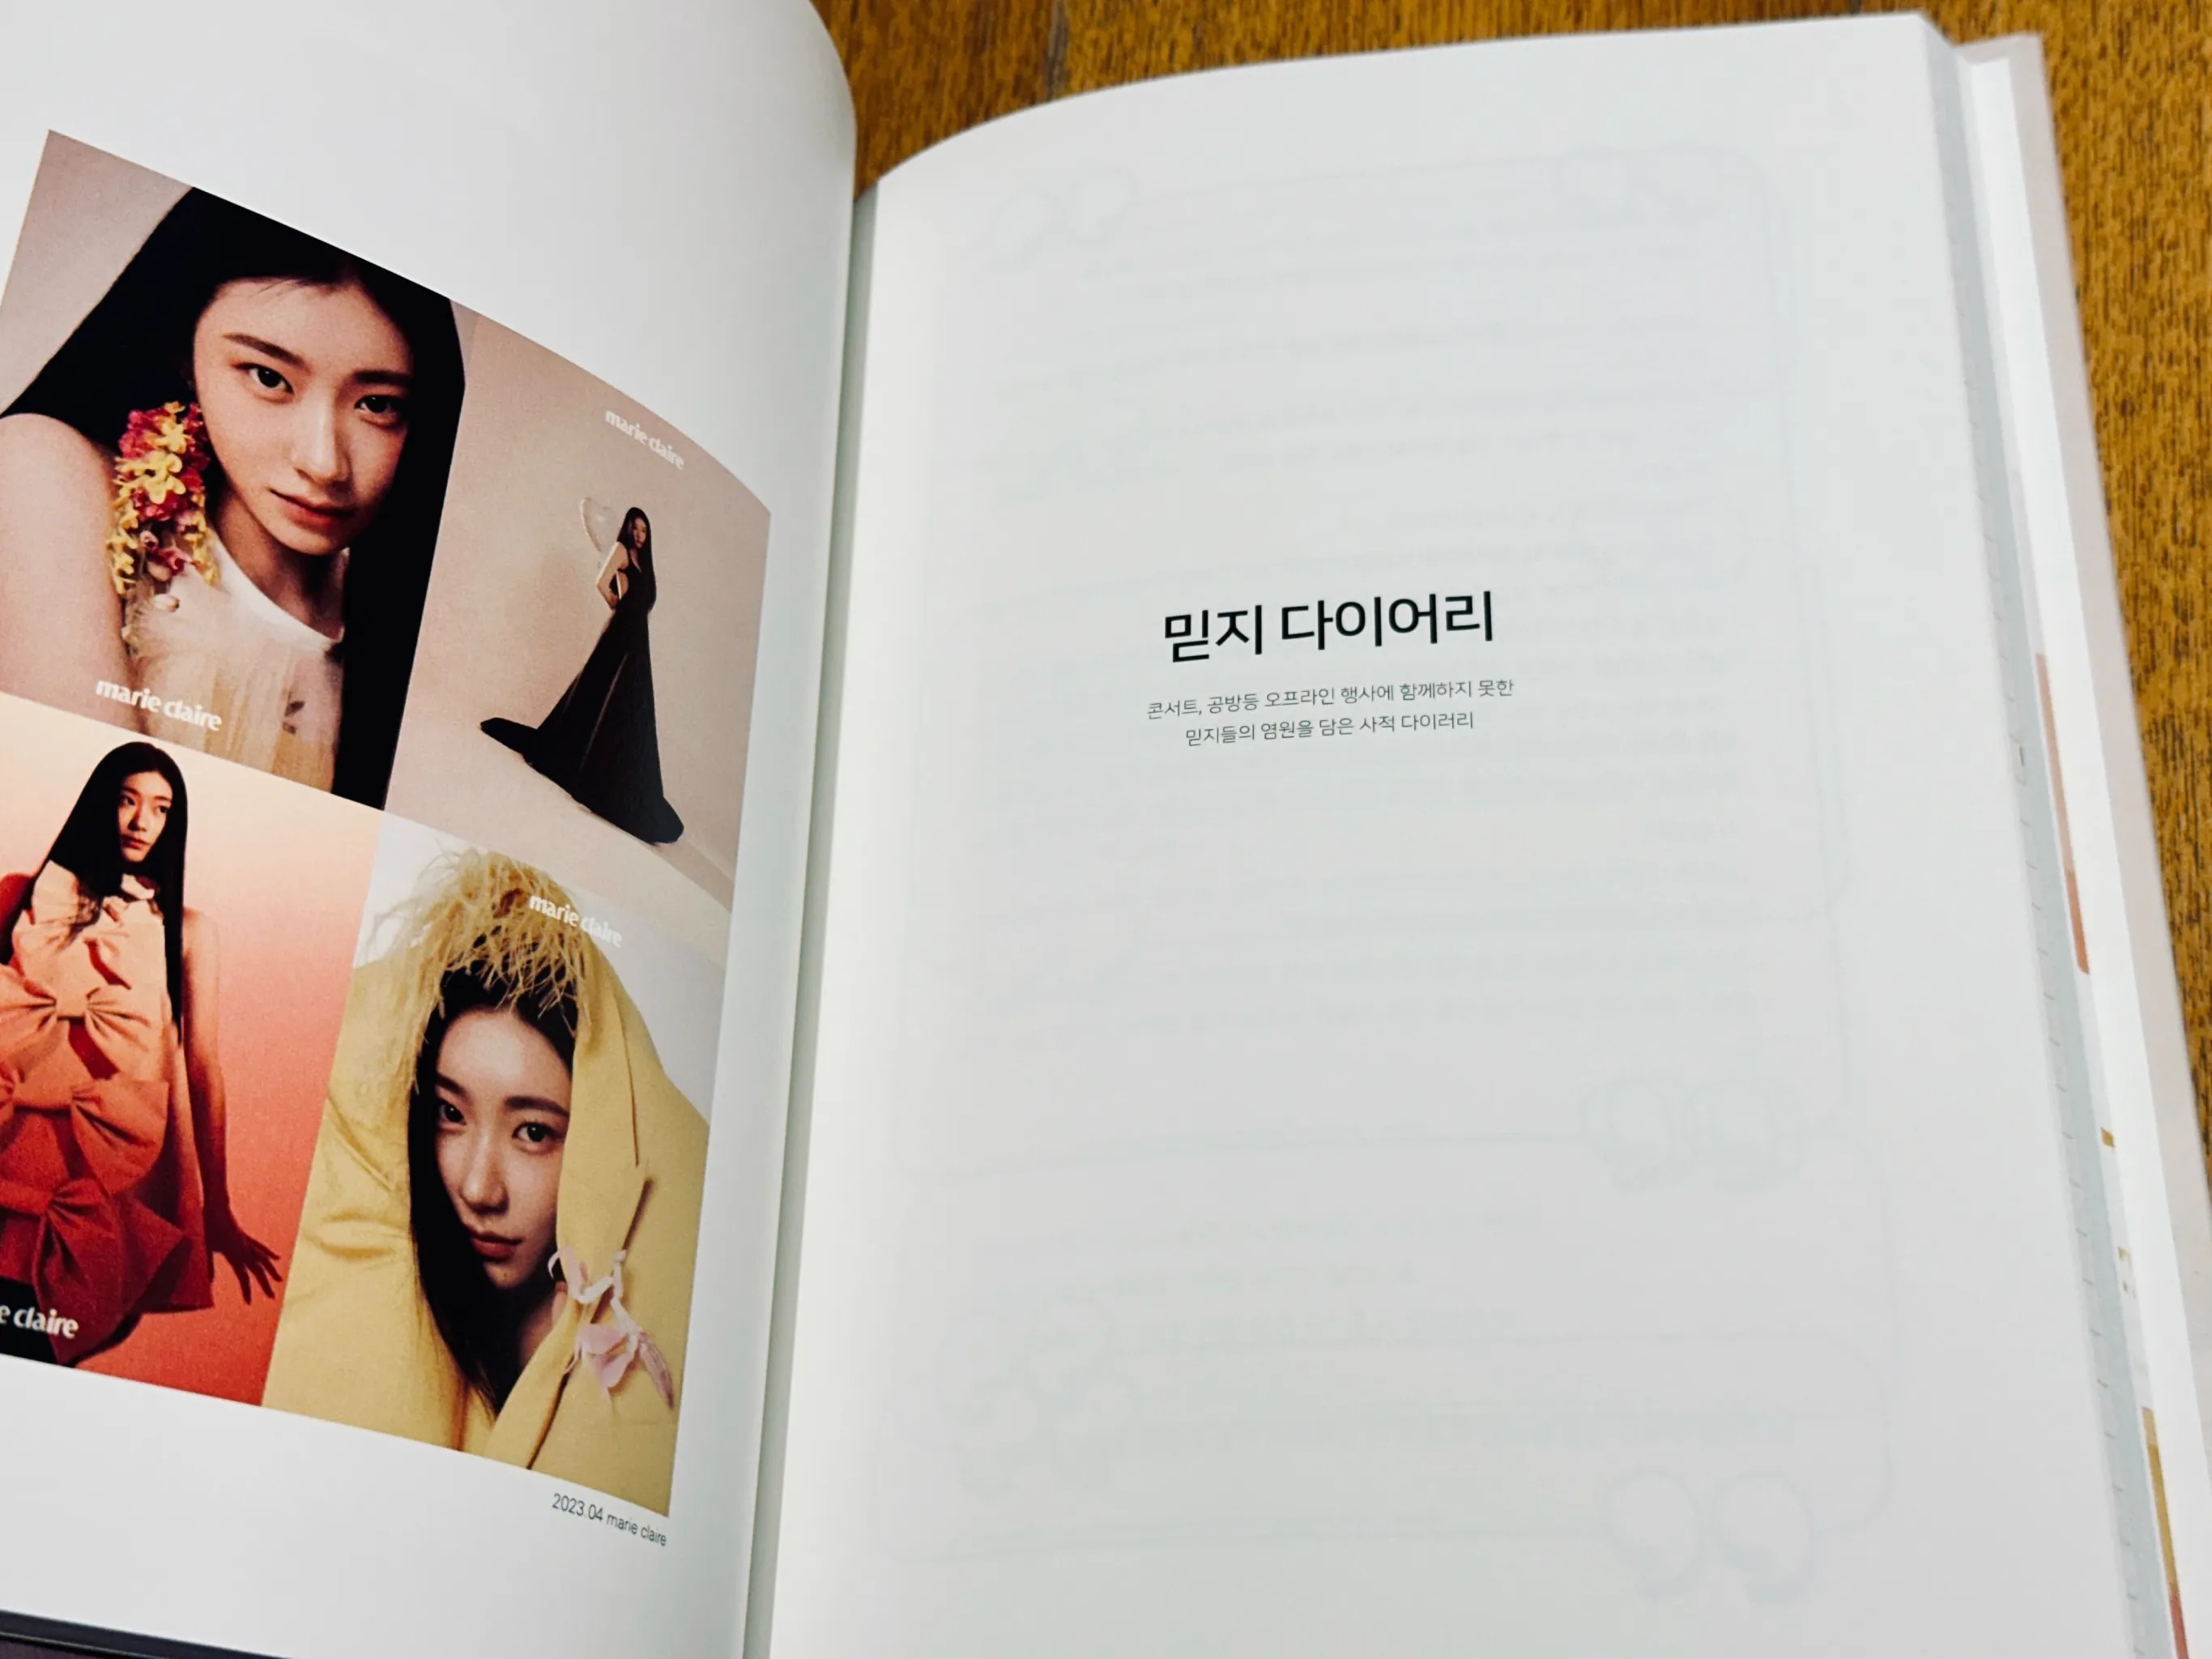 marie claire
marie claire
marie claire
e claire
2023.04 marie claire
믿지 다이어리
콘서트, 공방등 오프라인 행사에 함께하지 못한
믿지들의 염원을 담은 사적 다이러리